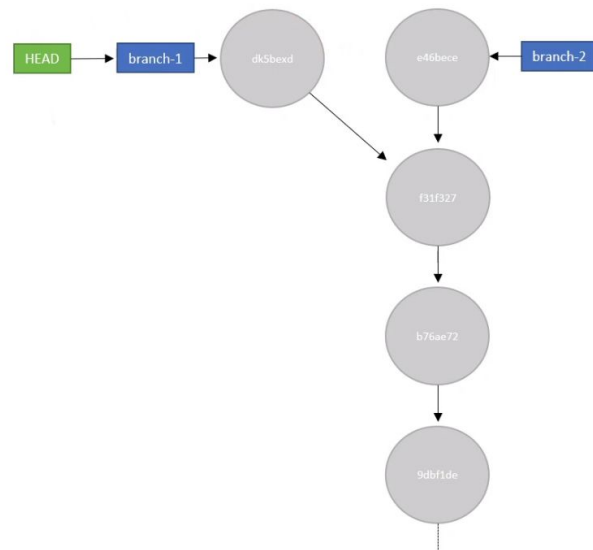 HEAD
branch-1
dk5bexd
e46bece
branch-2
f31f327
b76ae72
9dbf1de